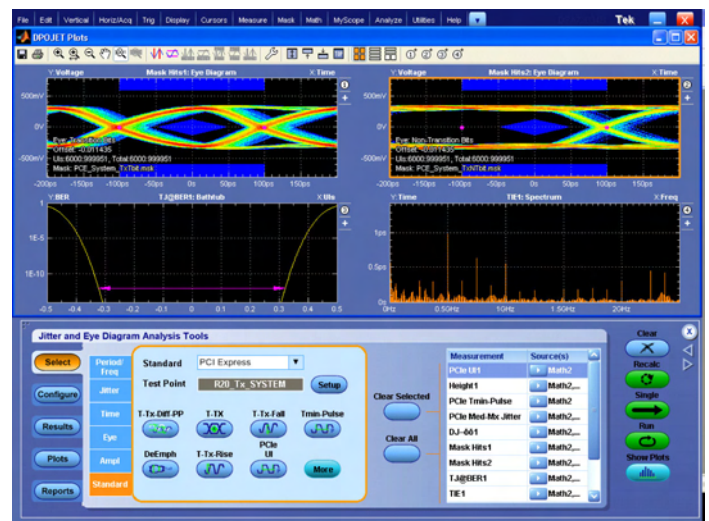 File Edit Vertical Horiz/Acq Trig Display Cursors Measure Mask Math MyScope Analyze Utilities Help Tek
DPOJET Plots
Y:Voltage Mask Hits1: Eye Diagram X:Time
500mV
0V
-500mV
Eye: Transition Bits
Offset: -0.011435
UIs:6000:999951, Total:6000:999951
Mask: PCE_System_TxTbit.msk
-200ps -150ps -100ps -50ps 0s 50ps 100ps 150ps
1
Y:Voltage Mask Hits2: Eye Diagram X:Time
500mV
0V
-500mV
Eye: Non-Transition Bits
Offset: -0.011435
UIs:6000:999951, Total:6000:999951
Mask: PCE_System_TxNTbit.msk
-200ps -150ps -100ps -50ps 0s 50ps 100ps 150ps
2
Y:BER TJ@BER1: Bathtub X:UIs
1
1E-5
1E-10
-0.5 -0.4 -0.3 -0.2 -0.1 0 0.1 0.2 0.3 0.4 0.5
3
Y:Time TIE1: Spectrum X:Freq
1ps
0.5ps
0Hz 0.5GHz 1GHz 1.5GHz 2GHz
4
Jitter and Eye Diagram Analysis Tools
Select
Configure
Results
Plots
Reports
Period/
Freq
Jitter
Time
Eye
Ampl
Standard
Standard PCI Express
Test Point R20_Tx_SYSTEM Setup
T-Tx-Diff-PP T-TX T-Tx-Fall Tmin-Pulse
DeEmph T-Tx-Rise PCIe
UI
More
Clear Selected
Clear All
Measurement Source(s)
PCIe UI1 Math2
Height1 Math2,...
PCIe Tmin-Pulse Math2,...
PCIe Med-Mx Jitter Math2,...
DJ–δδ1 Math2,...
Mask Hits1 Math2,...
Mask Hits2 Math2,...
TJ@BER1 Math2,...
TIE1 Math2,...
Clear
Recalc
Single
Run
Show Plots